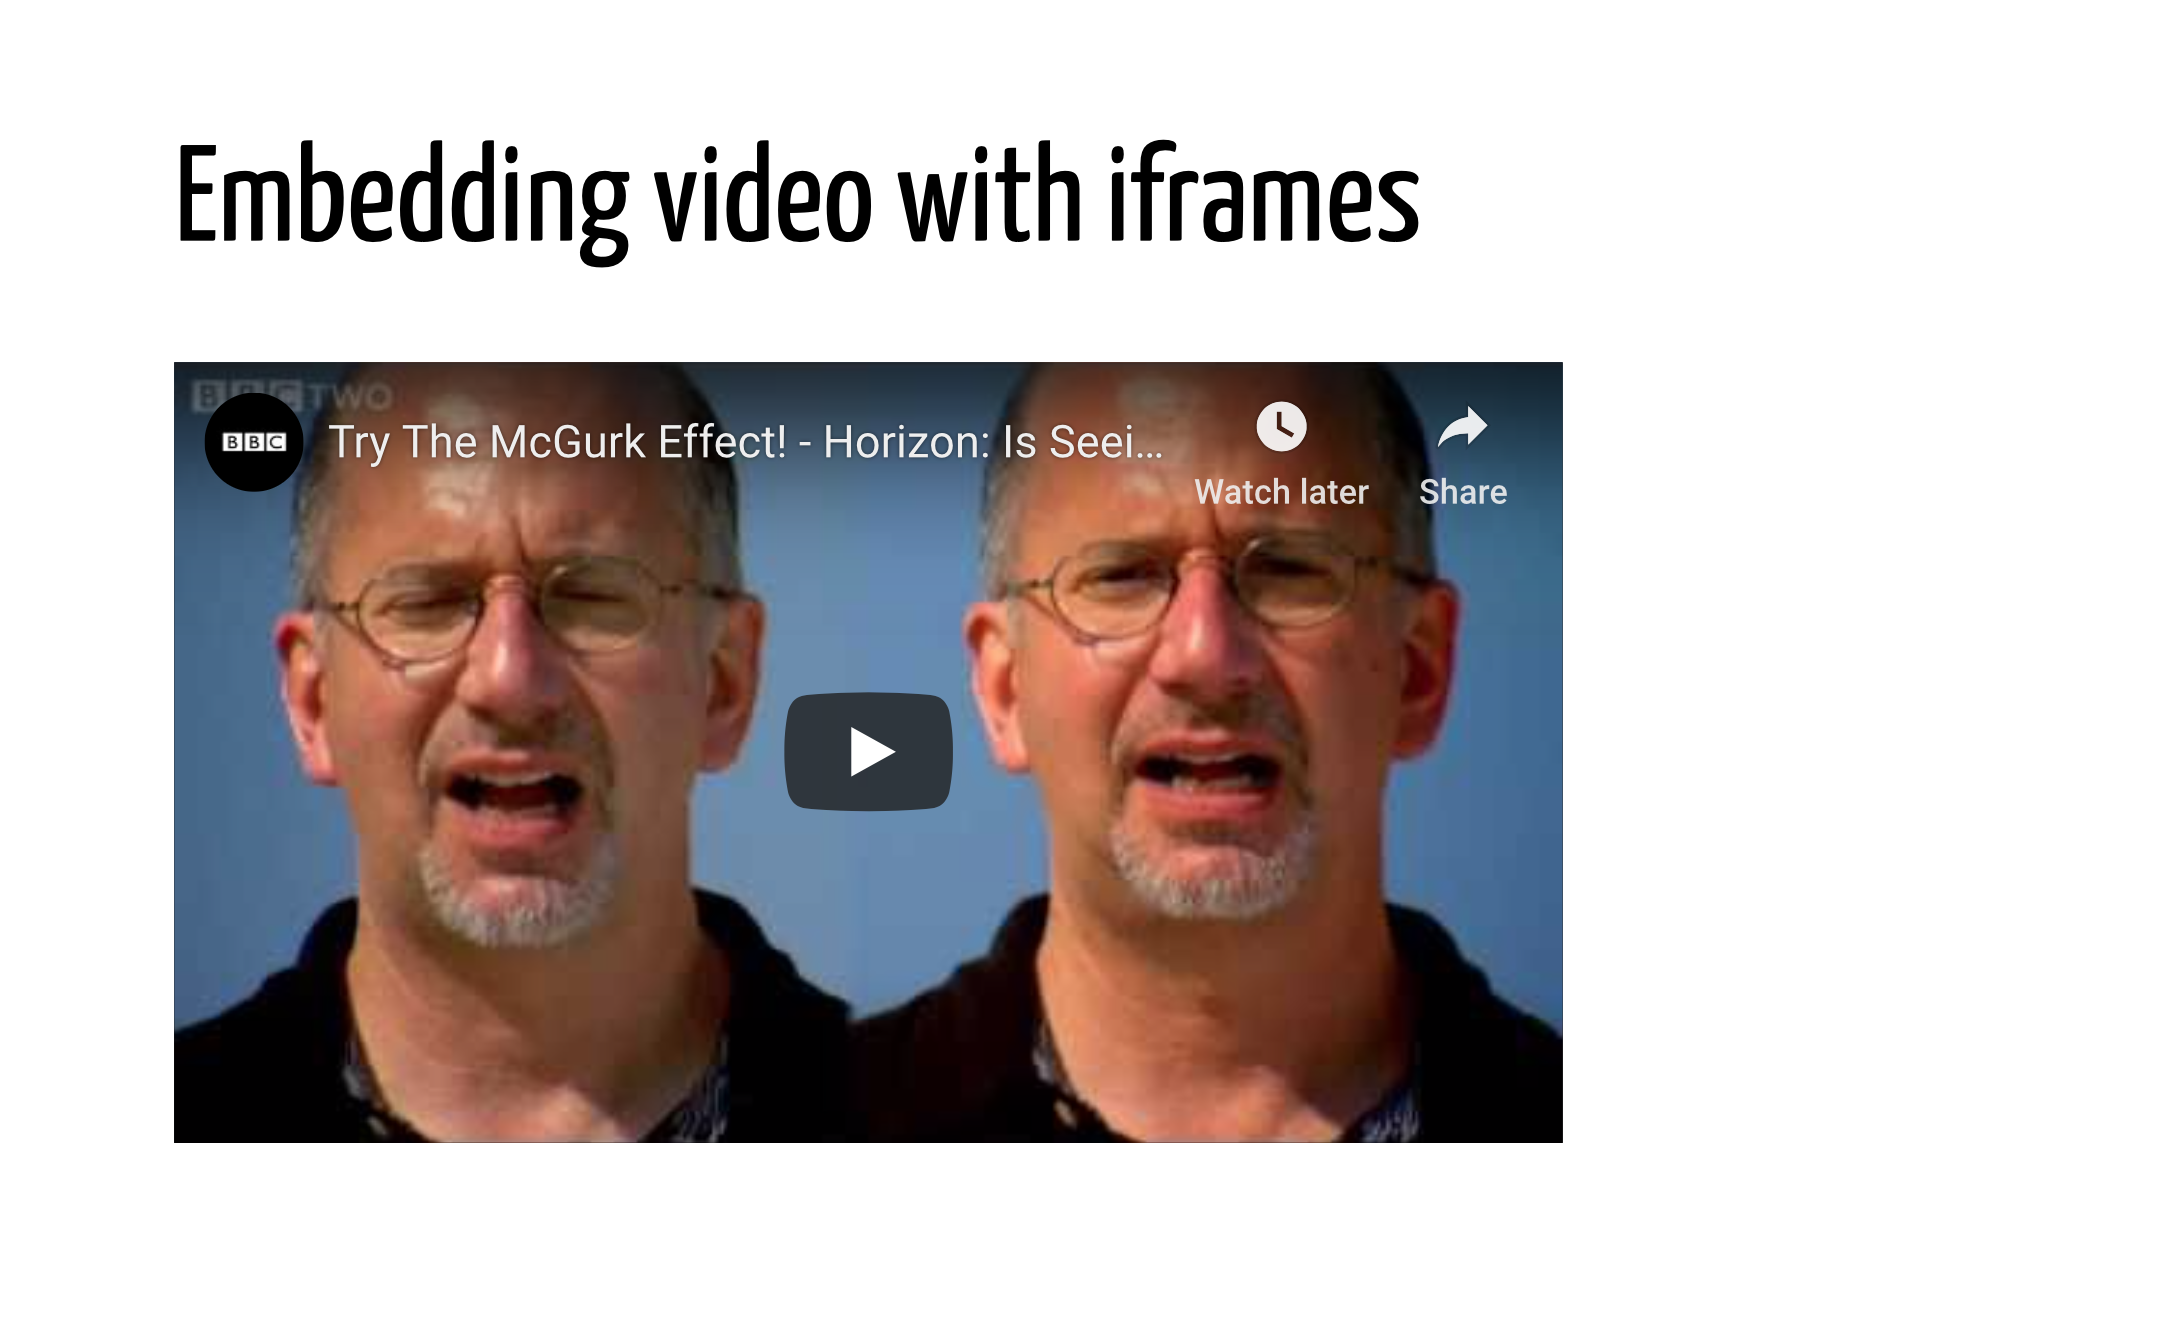 Embedding video with iframes
BBC TWO
BBC
Try The McGurk Effect! - Horizon: Is Seei...
Watch later
Share